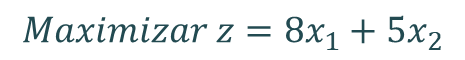 Maximizar z = 8x₁ + 5x₂